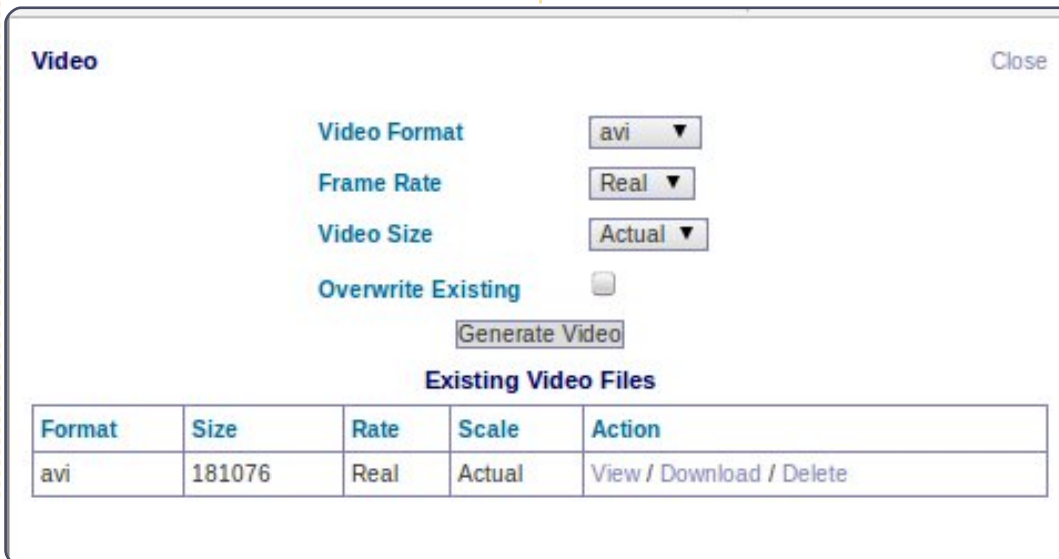 Video Close
Video Format avi
Frame Rate Real
Video Size Actual
Overwrite Existing
Generate Video
Existing Video Files
Format Size Rate Scale Action
avi 181076 Real Actual View / Download / Delete